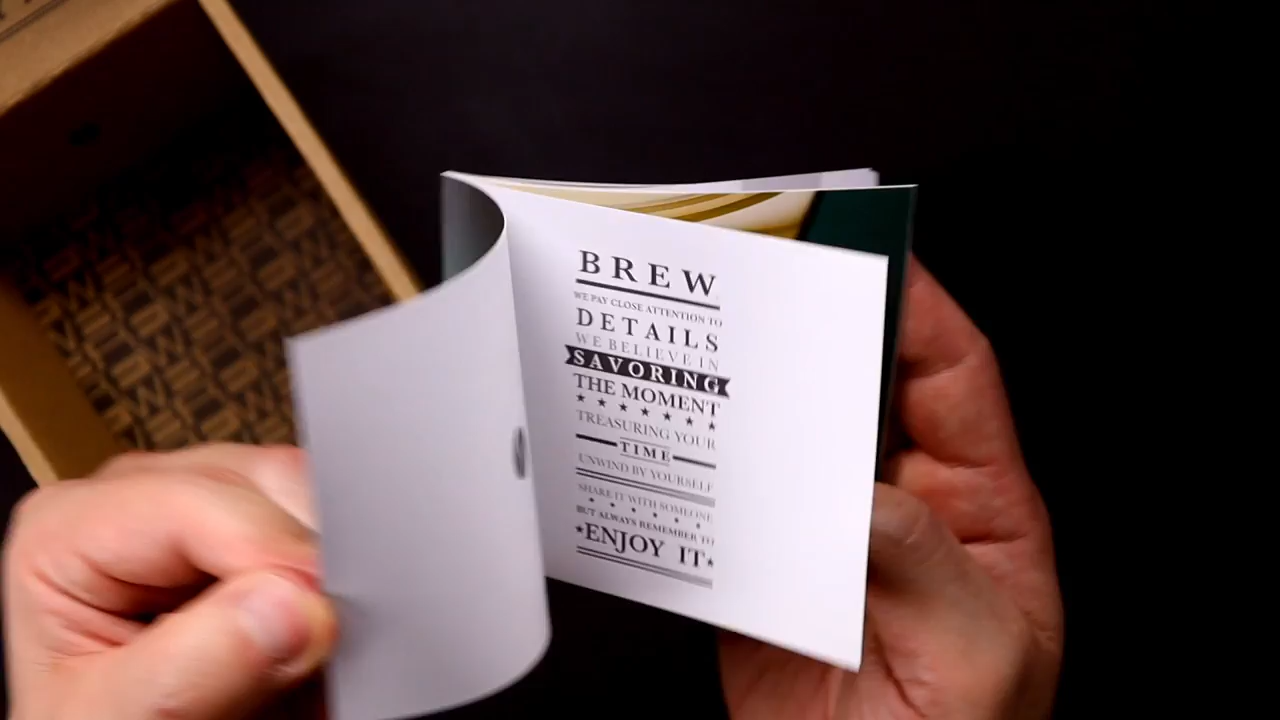 BREW
WE PAY CLOSE ATTENTION TO
DETAILS
WE BELIEVE IN
SAVORING
THE MOMENT
TREASURING YOUR
TIME
UNWIND BY YOURSELF
SHARE IT WITH SOMEONE
BUT ALWAYS REMEMBER TO
ENJOY IT